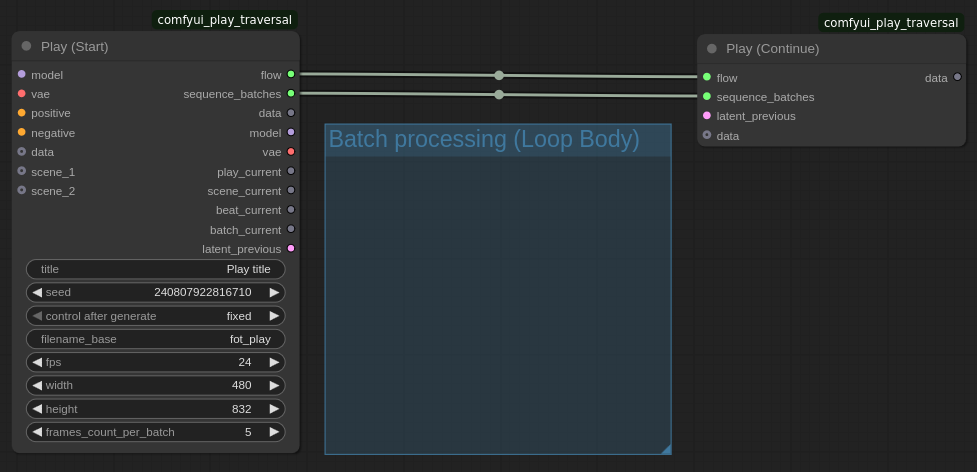 comfyui_play_traversal
Play (Start)
model flow
vae sequence_batches
positive data
negative model
data vae
scene_1 play_current
scene_2 scene_current
beat_current
batch_current
latent_previous
title Play title
seed 240807922816710
control after generate fixed
filename_base fot_play
fps 24
width 480
height 832
frames_count_per_batch 5
Batch processing (Loop Body)
comfyui_play_traversal
Play (Continue)
flow data
sequence_batches
latent_previous
data